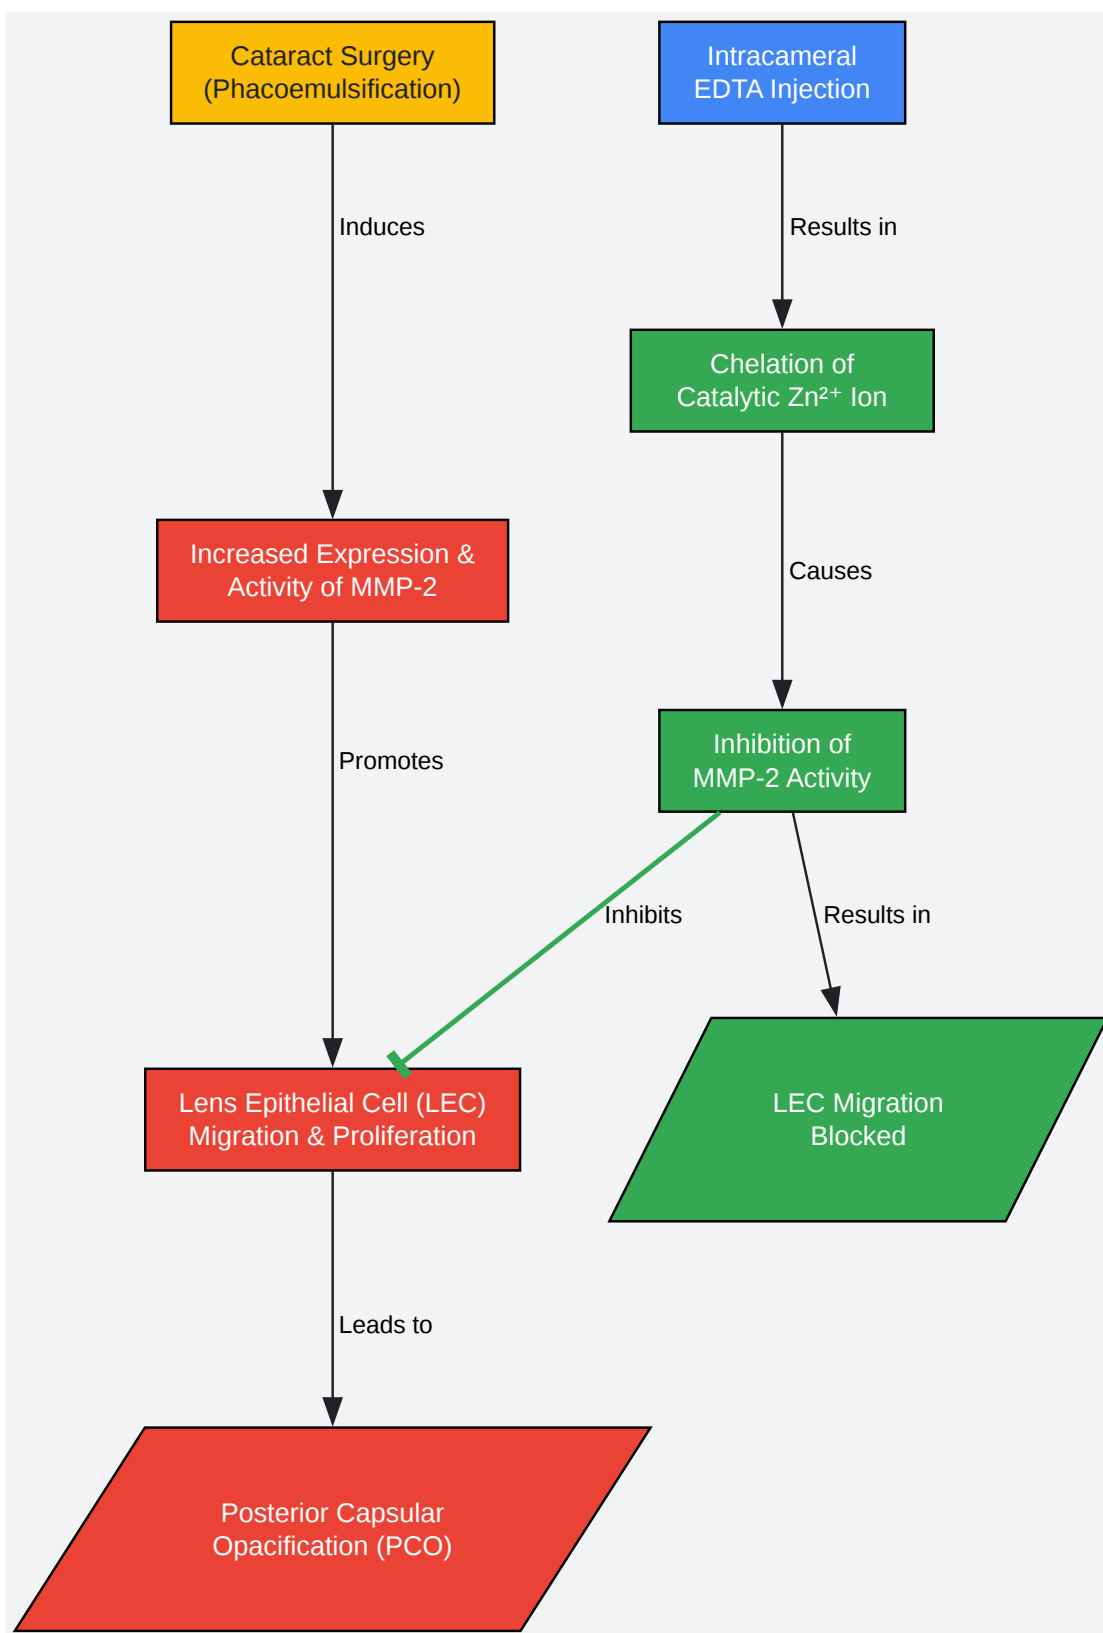 Cataract Surgery
(Phacoemulsification)
Intracameral
EDTA Injection
Induces
Results in
Chelation of
Catalytic Zn²⁺ Ion
Increased Expression &
Activity of MMP-2
Causes
Promotes
Inhibition of
MMP-2 Activity
Inhibits
Results in
Lens Epithelial Cell (LEC)
Migration & Proliferation
LEC Migration
Blocked
Leads to
Posterior Capsular
Opacification (PCO)